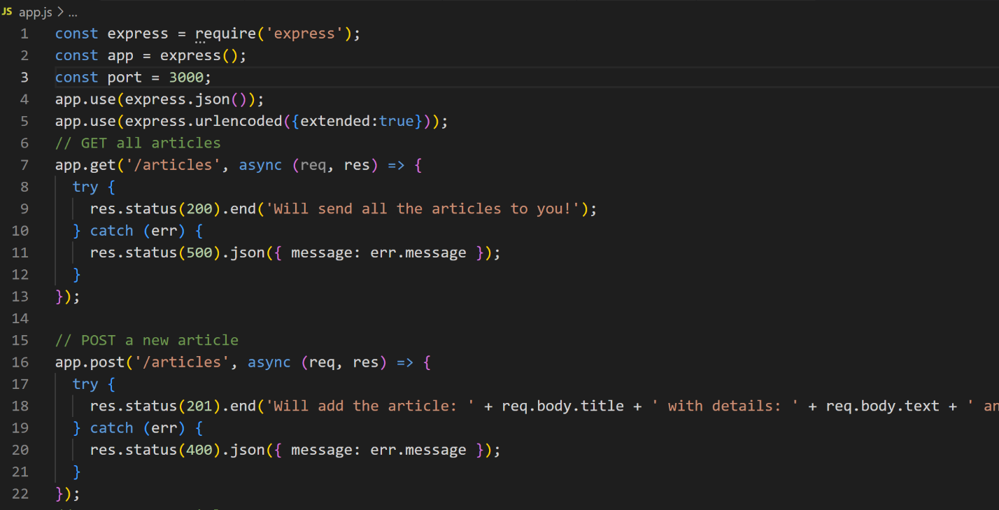 JS app.js > ...
1 const express = require('express');
2 const app = express();
3 const port = 3000;
4 app.use(express.json());
5 app.use(express.urlencoded({extended:true}));
6 // GET all articles
7 app.get('/articles', async (req, res) => {
8 try {
9 res.status(200).end('Will send all the articles to you!');
10 } catch (err) {
11 res.status(500).json({ message: err.message });
12 }
13 });
14
15 // POST a new article
16 app.post('/articles', async (req, res) => {
17 try {
18 res.status(201).end('Will add the article: ' + req.body.title + ' with details: ' + req.body.text + '
19 } catch (err) {
20 res.status(400).json({ message: err.message });
21 }
22 });